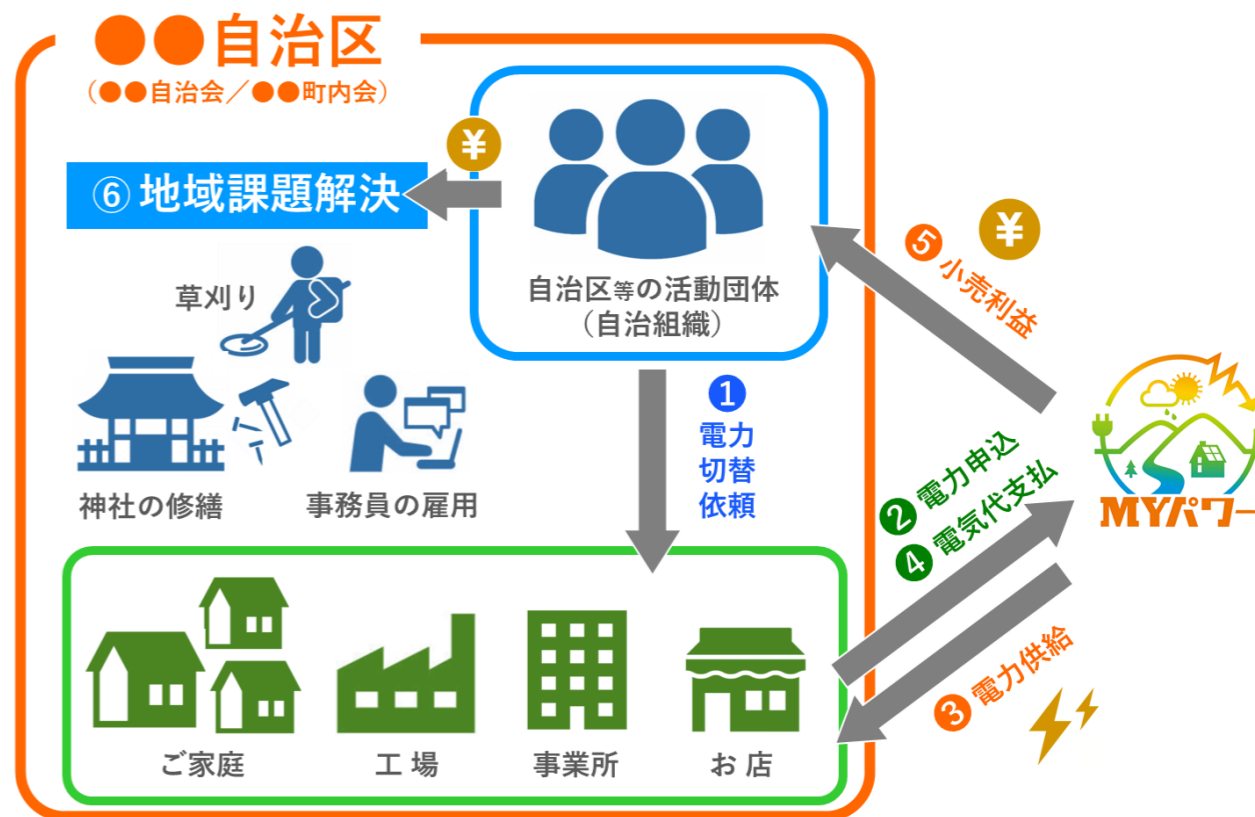 ●●自治区
（●●自治会／●●町内会）
¥
⑥ 地域課題解決
自治区等の活動団体
（自治組織）
草刈り
神社の修繕
事務員の雇用
❶
電力
切替
依頼
❺ 小売利益
¥
MYパワー
❷ 電力申込
❹ 電気代支払
❸ 電力供給
ご家庭
工 場
事業所
お 店